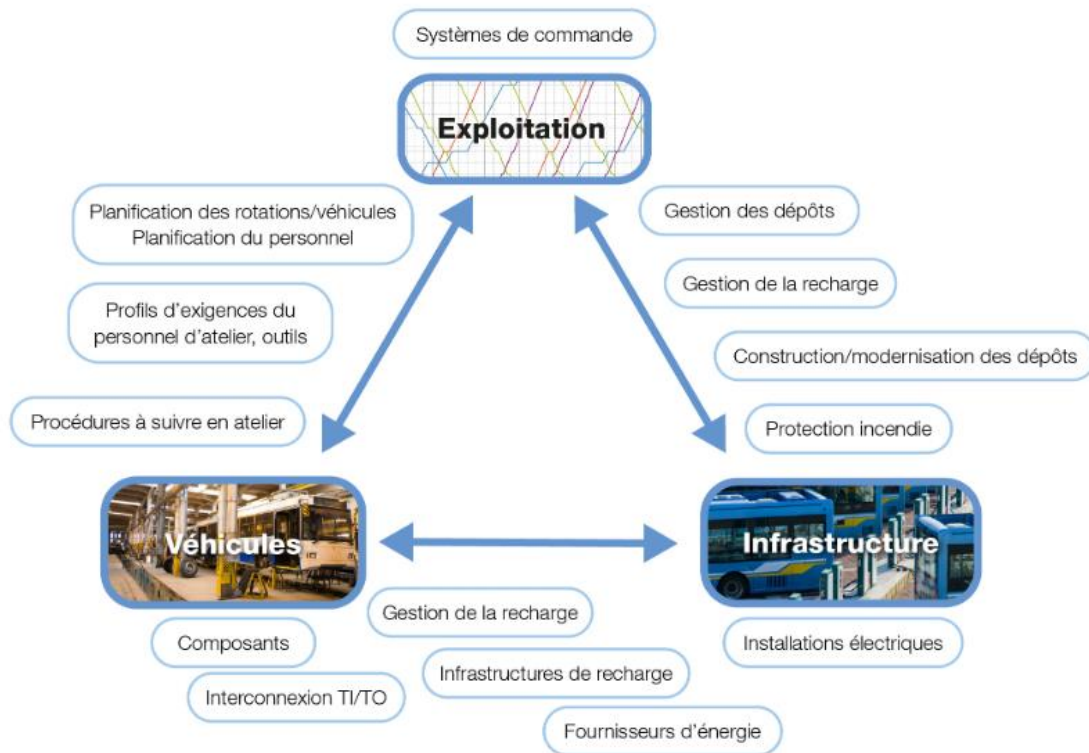 Systèmes de commande
Exploitation
Planification des rotations/véhicules
Planification du personnel
Gestion des dépôts
Gestion de la recharge
Profils d’exigences du
personnel d’atelier, outils
Construction/modernisation des dépôts
Procédures à suivre en atelier
Protection incendie
Véhicules
Infrastructure
Gestion de la recharge
Composants
Installations électriques
Infrastructures de recharge
Interconnexion TI/TO
Fournisseurs d’énergie